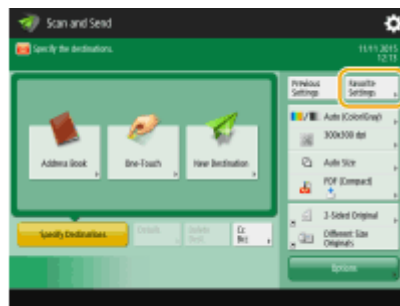 Scan and Send
Specify the destinations.
11/11 2015
12:13
Previous
Settings
Favorite
Settings
Auto (Color/Gray)
300x300 dpi
Address Book
One-Touch
New Destination
Auto Size
PDF (Compact)
Specify Destinations
Details
Delete
Dest.
Cc
Bcc
2-Sided Original
Different Size
Originals
Options